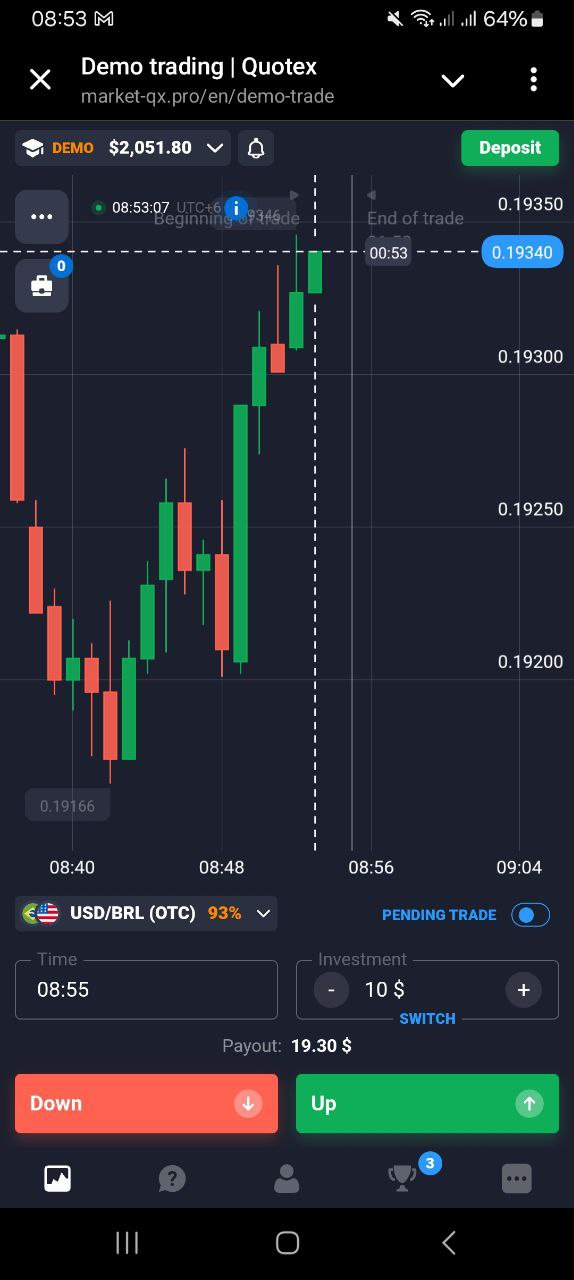 08:53 64%
Demo trading | Quotex
market-qx.pro/en/demo-trade
DEMO $2,051.80 Deposit
08:53:07 UTC+6
Beginning of trade End of trade
0.19350
00:53 0.19340
0
0.19300
0.19250
0.19200
0.19166
08:40 08:48 08:56 09:04
USD/BRL (OTC) 93% PENDING TRADE
Time Investment
08:55 - 10 $ +
SWITCH
Payout: 19.30 $
Down Up
3